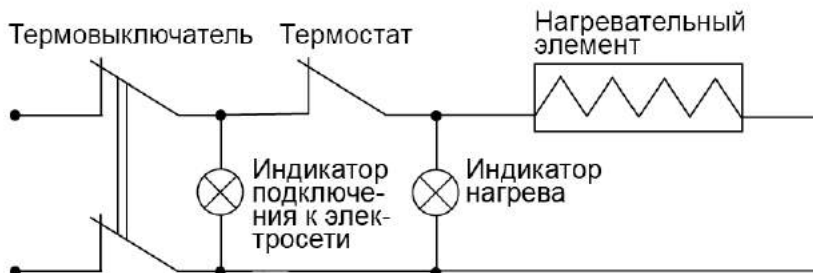 Термовыключатель
Термостат
Нагревательный
элемент
Индикатор
подключе-
ния к элек-
тросети
Индикатор
нагрева